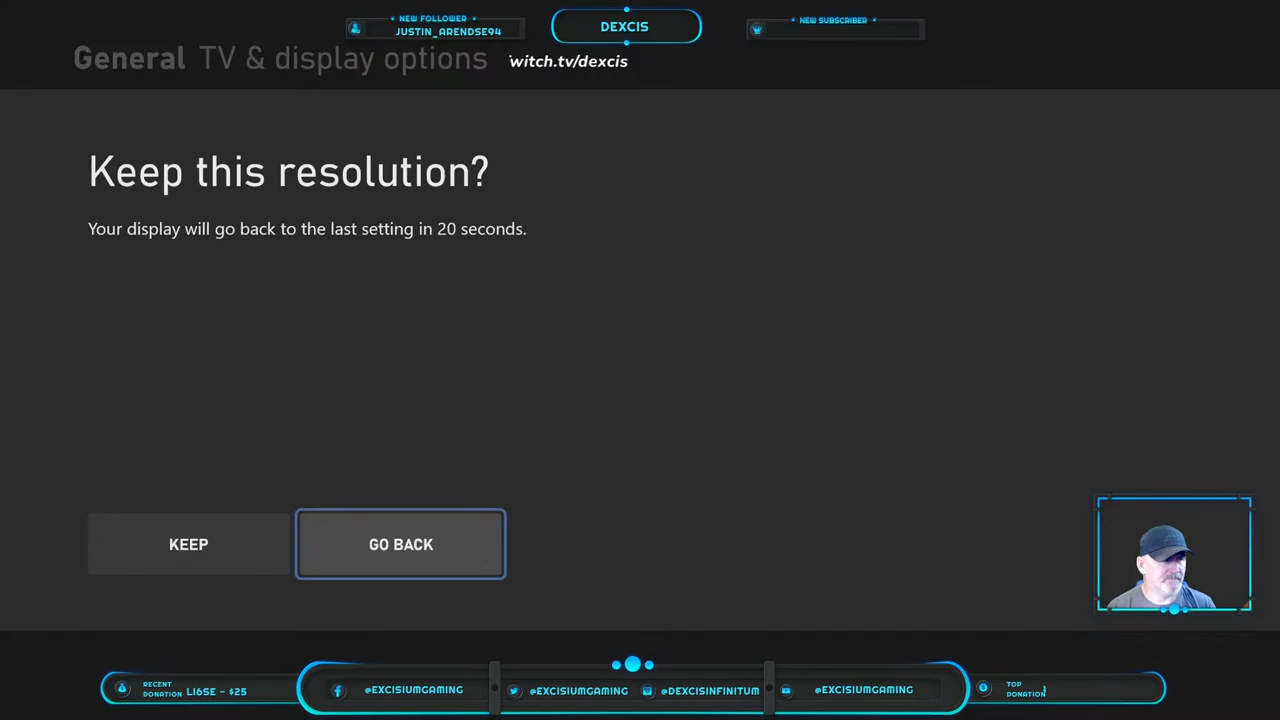 NEW FOLLOWER
JUSTIN_ARENDSE94
DEXCIS
NEW SUBSCRIBER
General TV & display options
witch.tv/dexcis
Keep this resolution?
Your display will go back to the last setting in 20 seconds.
KEEP
GO BACK
RECENT
DONATION LI6SE - $25
@EXCISIUMGAMING
@EXCISIUMGAMING
@DEXCISINFINITUM
@EXCISIUMGAMING
TOP
DONATION